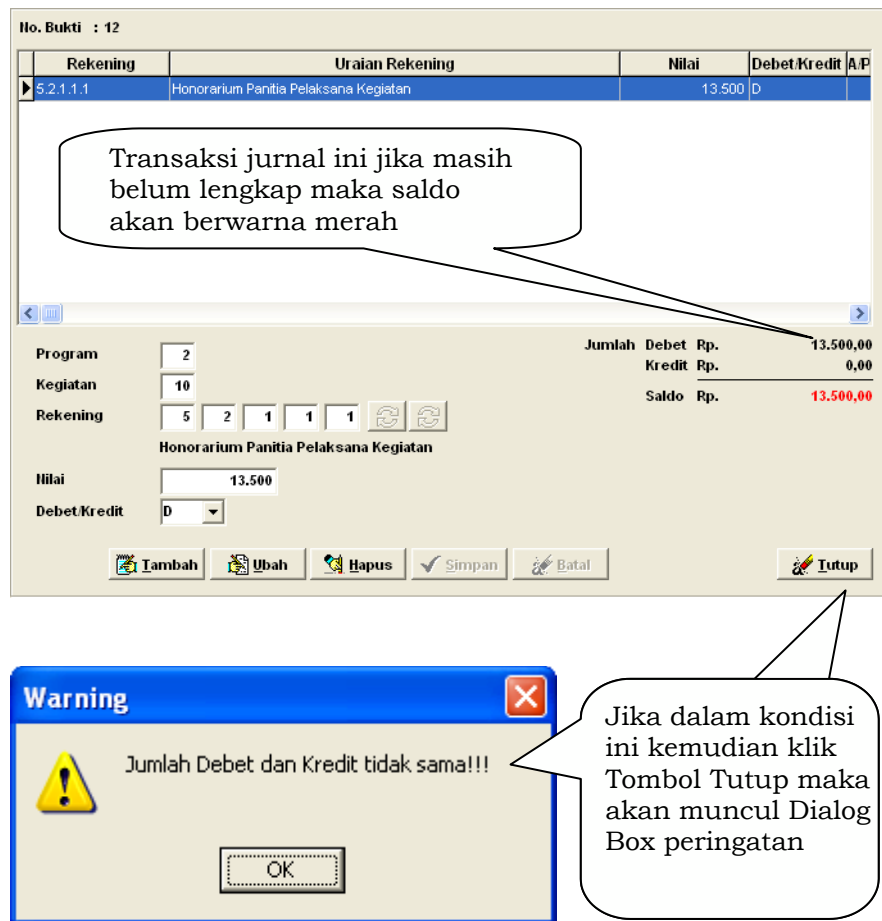 No. Bukti : 12
Rekening Uraian Rekening Nilai Debet/Kredit A/P
5.2.1.1.1 Honorarium Panitia Pelaksana Kegiatan 13.500 D
Transaksi jurnal ini jika masih
belum lengkap maka saldo
akan berwarna merah
Jumlah Debet Rp. 13.500,00
Kredit Rp. 0,00
Saldo Rp. 13.500,00
Program 2
Kegiatan 10
Rekening 5 2 1 1 1
Honorarium Panitia Pelaksana Kegiatan
Nilai 13.500
Debet/Kredit D
Tambah Ubah Hapus Simpan Batal Tutup
Warning
Jumlah Debet dan Kredit tidak sama!!!
OK
Jika dalam kondisi
ini kemudian klik
Tombol Tutup maka
akan muncul Dialog
Box peringatan